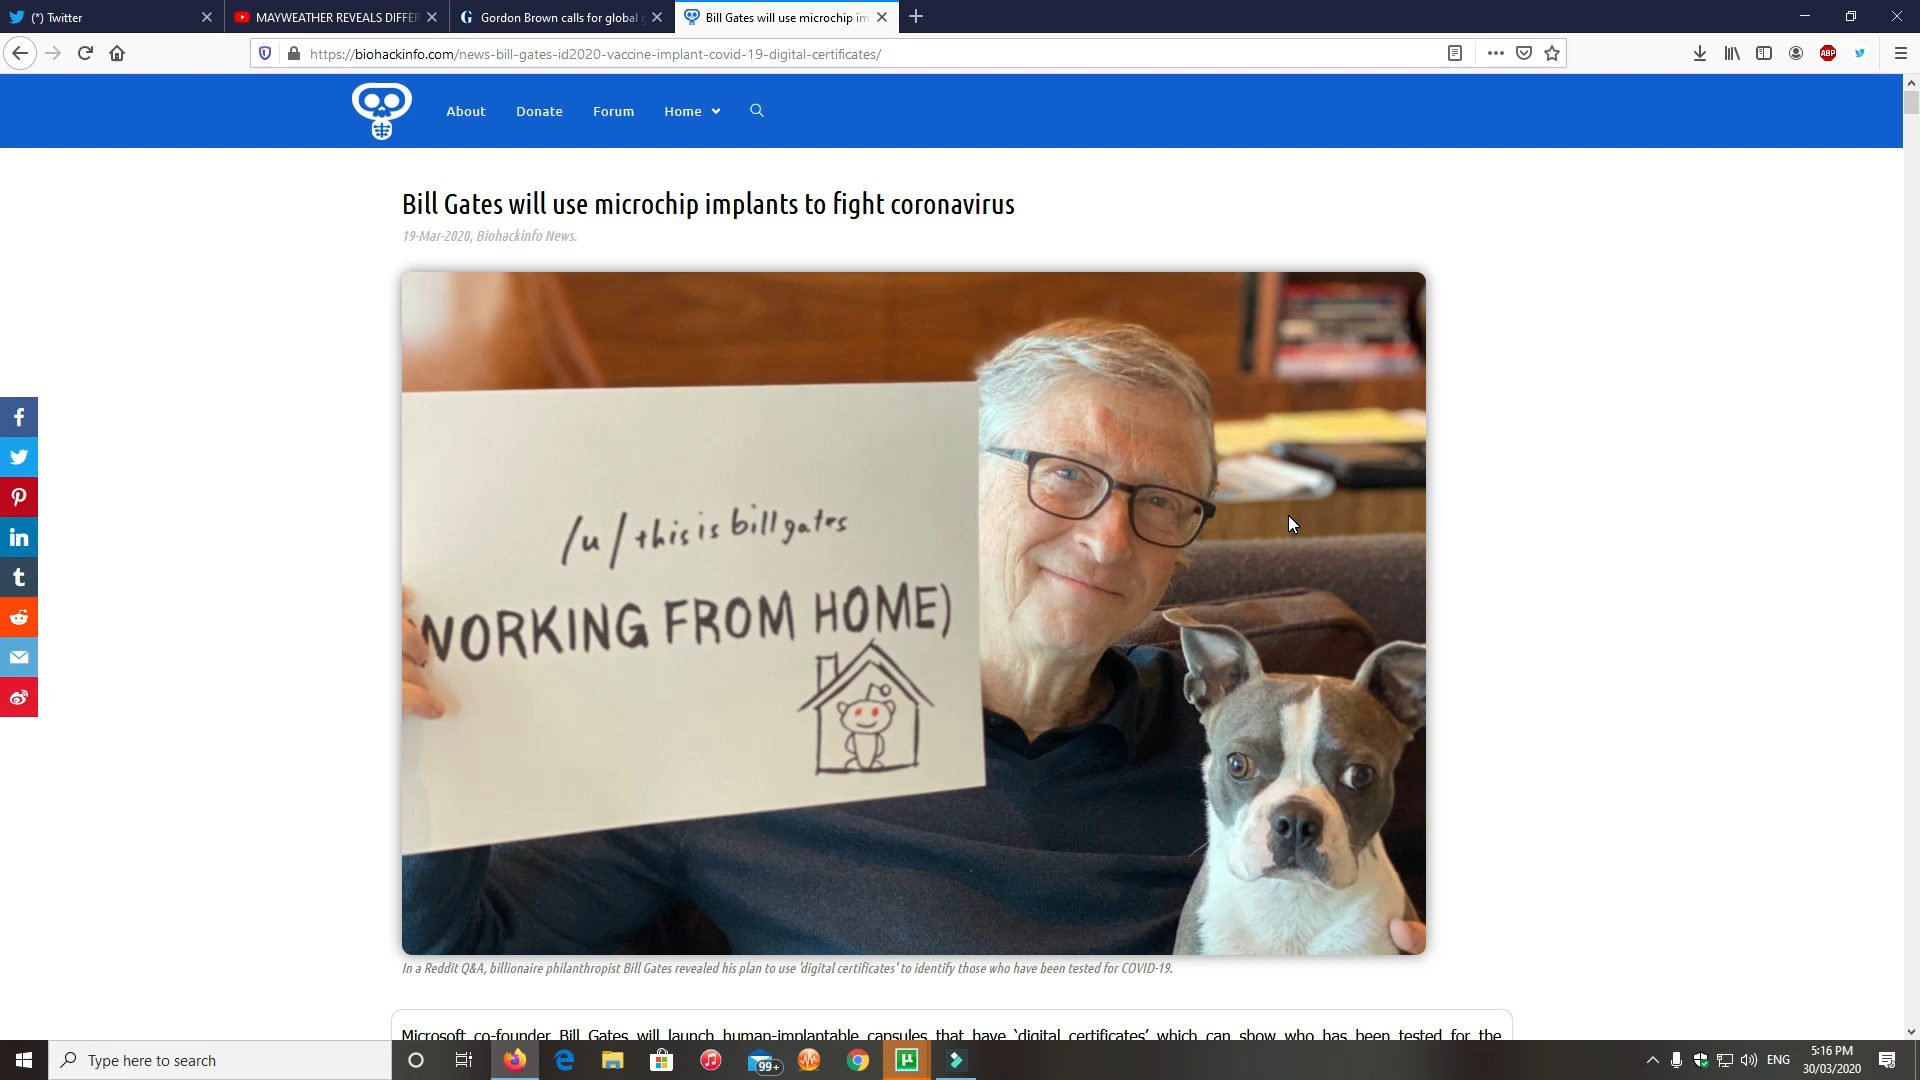 (*) Twitter
MAYWEATHER REVEALS DIFFER
Gordon Brown calls for global g
Bill Gates will use microchip im
https://biohackinfo.com/news-bill-gates-id2020-vaccine-implant-covid-19-digital-certificates/
ABP
About Donate Forum Home
Bill Gates will use microchip implants to fight coronavirus
19-Mar-2020, Biohackinfo News.
/u/thisisbillgates
WORKING FROM HOME)
In a Reddit Q&A, billionaire philanthropist Bill Gates revealed his plan to use 'digital certificates' to identify those who have been tested for COVID-19.
Microsoft co-founder Bill Gates will launch human-implantable capsules that have ‘digital certificates’ which can show who has been tested for the
Type here to search
99+
ENG
5:16 PM
30/03/2020